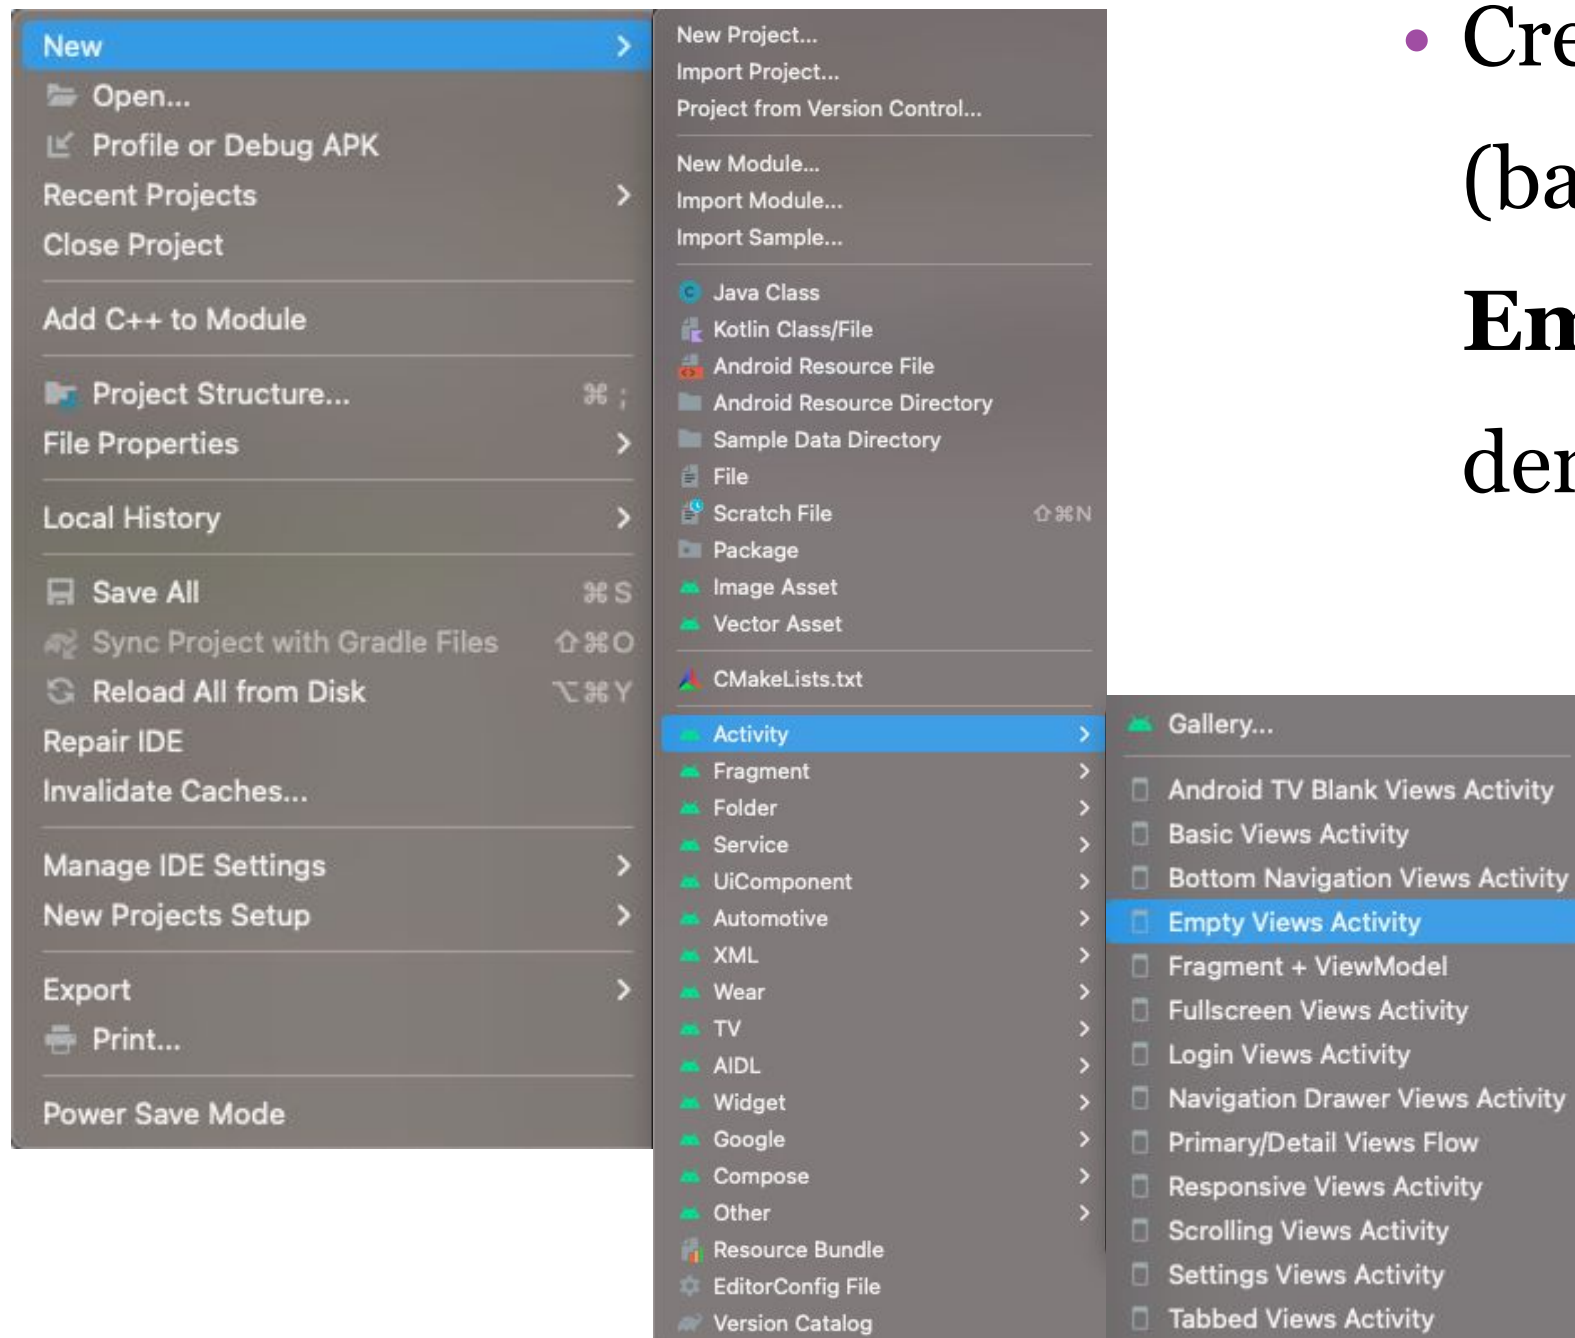 New
Open...
Profile or Debug APK
Recent Projects
Close Project
Add C++ to Module
Project Structure... ⌘ ;
File Properties
Local History
Save All ⌘ S
Sync Project with Gradle Files ⇧⌘O
Reload All from Disk ⌥⌘Y
Repair IDE
Invalidate Caches...
Manage IDE Settings
New Projects Setup
Export
Print...
Power Save Mode
New Project...
Import Project...
Project from Version Control...
New Module...
Import Module...
Import Sample...
Java Class
Kotlin Class/File
Android Resource File
Android Resource Directory
Sample Data Directory
File
Scratch File ⇧⌘N
Package
Image Asset
Vector Asset
CMakeLists.txt
Activity
Fragment
Folder
Service
UiComponent
Automotive
XML
Wear
TV
AIDL
Widget
Google
Compose
Other
Resource Bundle
EditorConfig File
Version Catalog
Gallery...
Android TV Blank Views Activity
Basic Views Activity
Bottom Navigation Views Activity
Empty Views Activity
Fragment + ViewModel
Fullscreen Views Activity
Login Views Activity
Navigation Drawer Views Activity
Primary/Detail Views Flow
Responsive Views Activity
Scrolling Views Activity
Settings Views Activity
Tabbed Views Activity